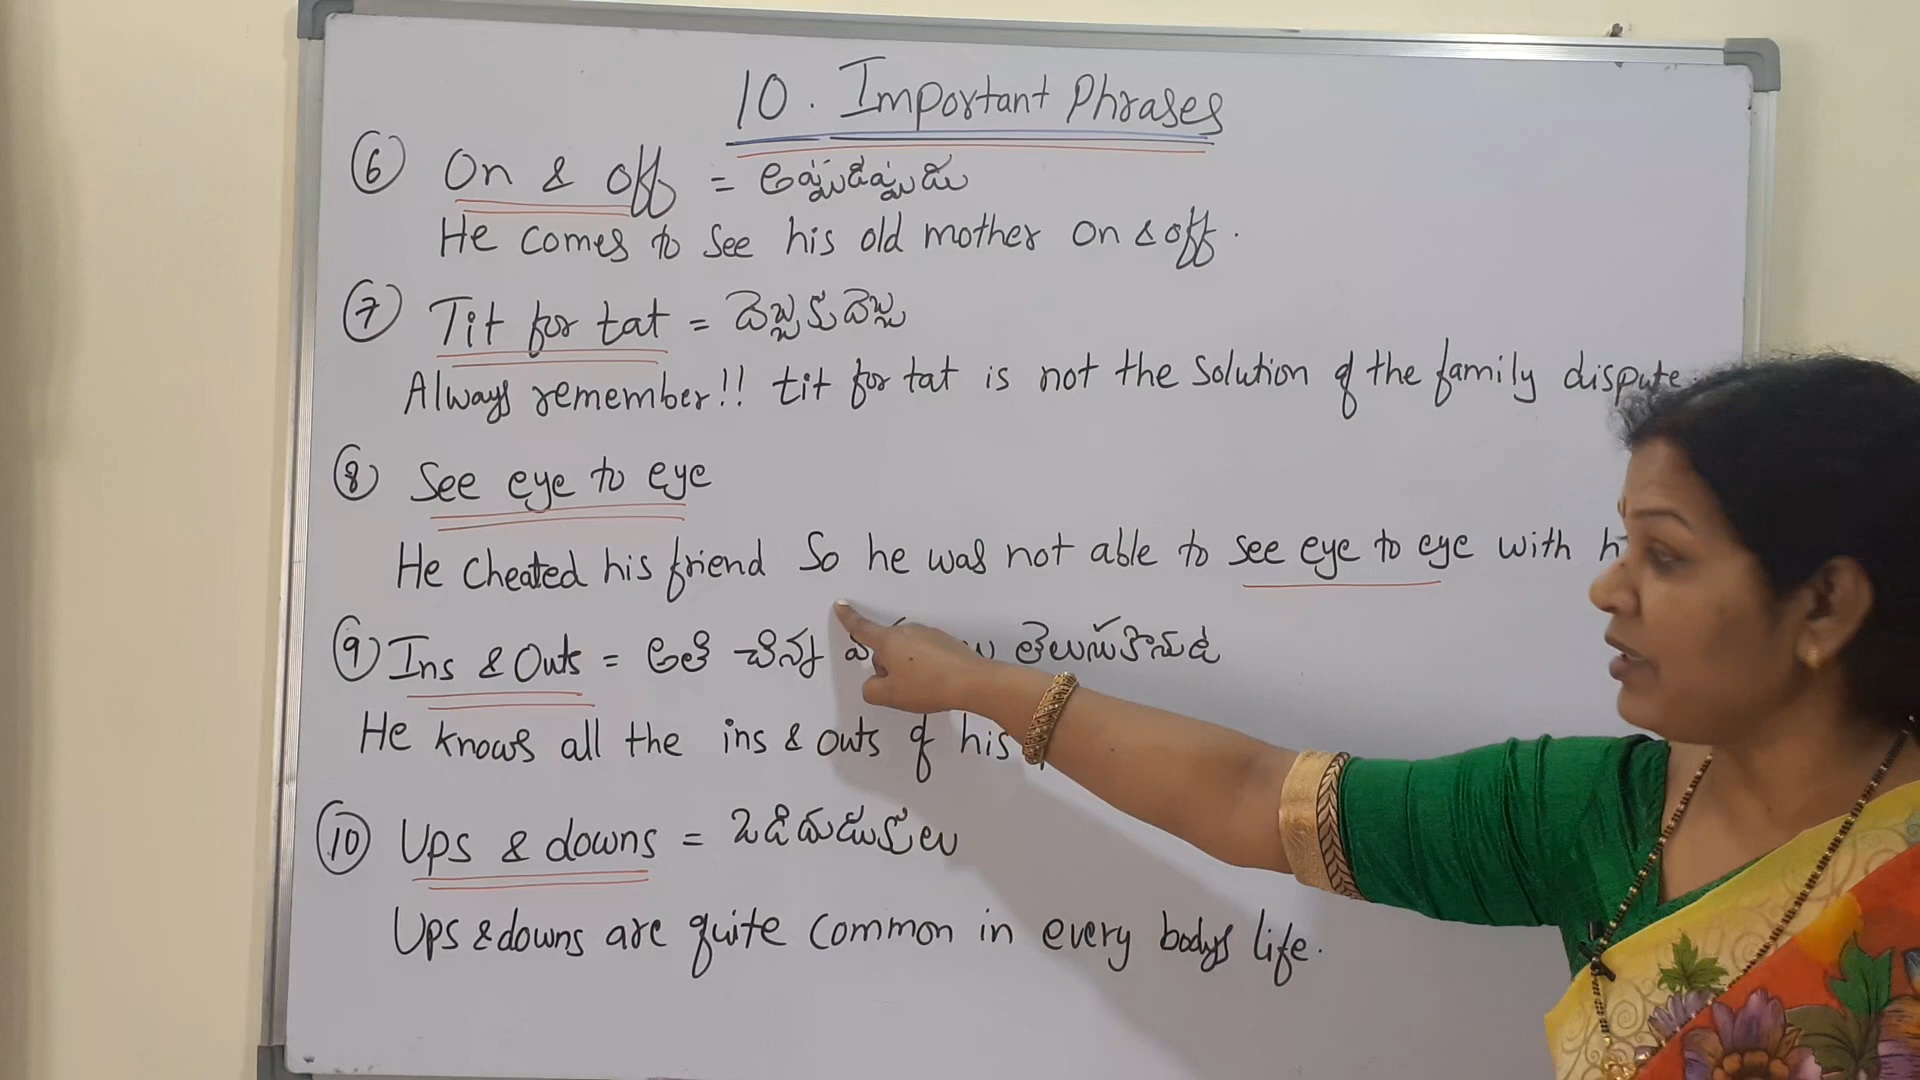 10. Important Phrases
⑥ On & off = అప్పుడప్పుడు
He comes to see his old mother on & off.
⑦ Tit for tat = దెబ్బకుదెబ్బ
Always remember!! tit for tat is not the solution of the family dispute.
⑧ See eye to eye
He cheated his friend So he was not able to see eye to eye with
⑨ Ins & Outs = అతి చిన్న తెలుసుకొనుట
He knows all the ins & outs of his
⑩ Ups & downs = ఒడిదుడుకులు
Ups & downs are quite common in every bodys life.